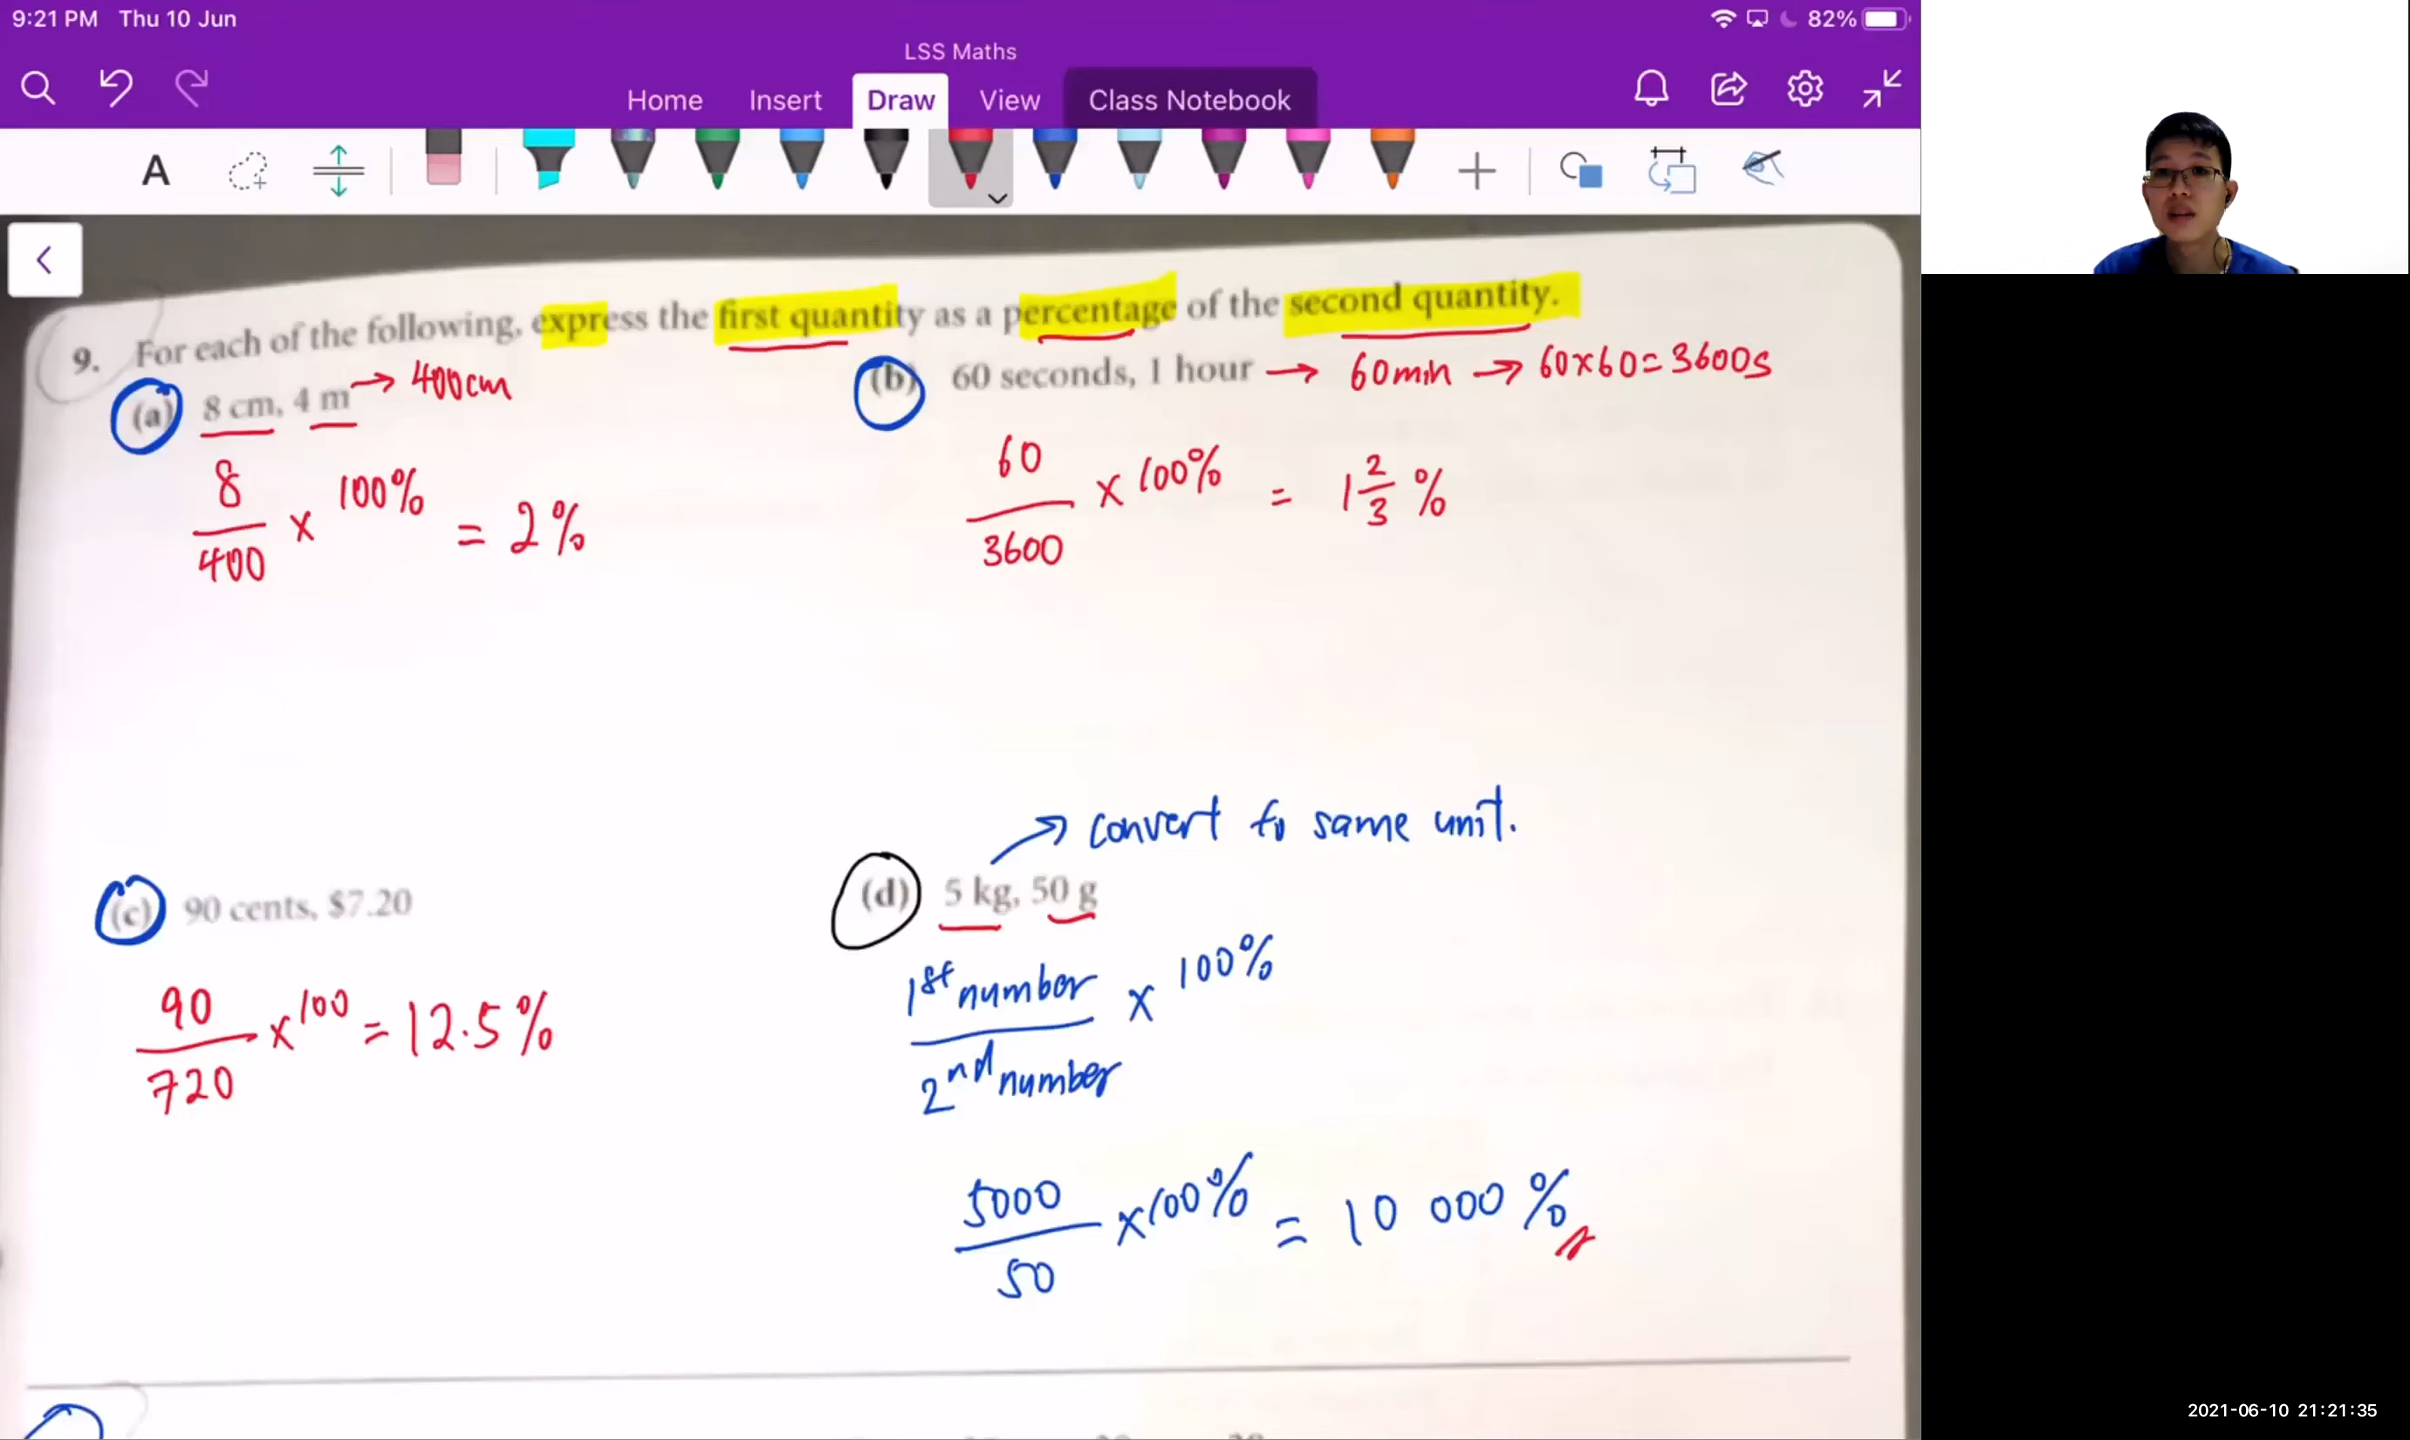 9:21 PM Thu 10 Jun
82%
LSS Maths
Home Insert Draw View Class Notebook
A
9. For each of the following, express the first quantity as a percentage of the second quantity.
(a) 8 cm, 4 m → 400cm
8/400 × 100% = 2%
(b) 60 seconds, 1 hour → 60min → 60×60=3600s
60/3600 × 100% = 1 2/3 %
(c) 90 cents, $7.20
90/720 ×100 = 12.5%
→ convert to same unit.
(d) 5 kg, 50 g
1st number
2nd number × 100%
5000/50 ×100% = 10 000 %
2021-06-10 21:21:35